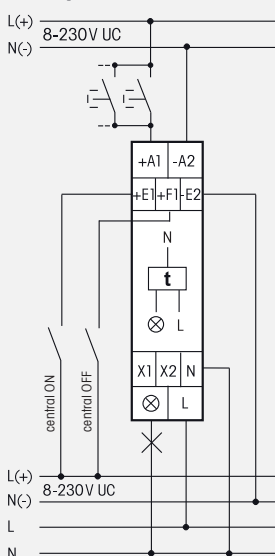 L(+)
8-230V UC
N(-)
+A1 -A2
+E1 +F1 -E2
N
t
L
X1 X2 N
L
central ON
central OFF
L(+)
8-230V UC
N(-)
L
N